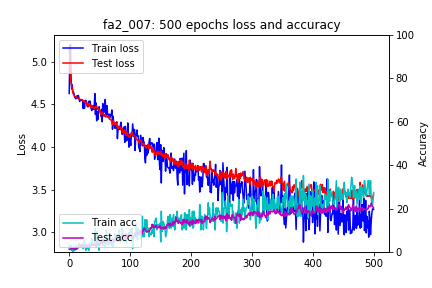 fa2_007: 500 epochs loss and accuracy
Train loss
Test loss
Train acc
Test acc
Loss
5.0
4.5
4.0
3.5
3.0
Accuracy
100
80
60
40
20
0
0
100
200
300
400
500